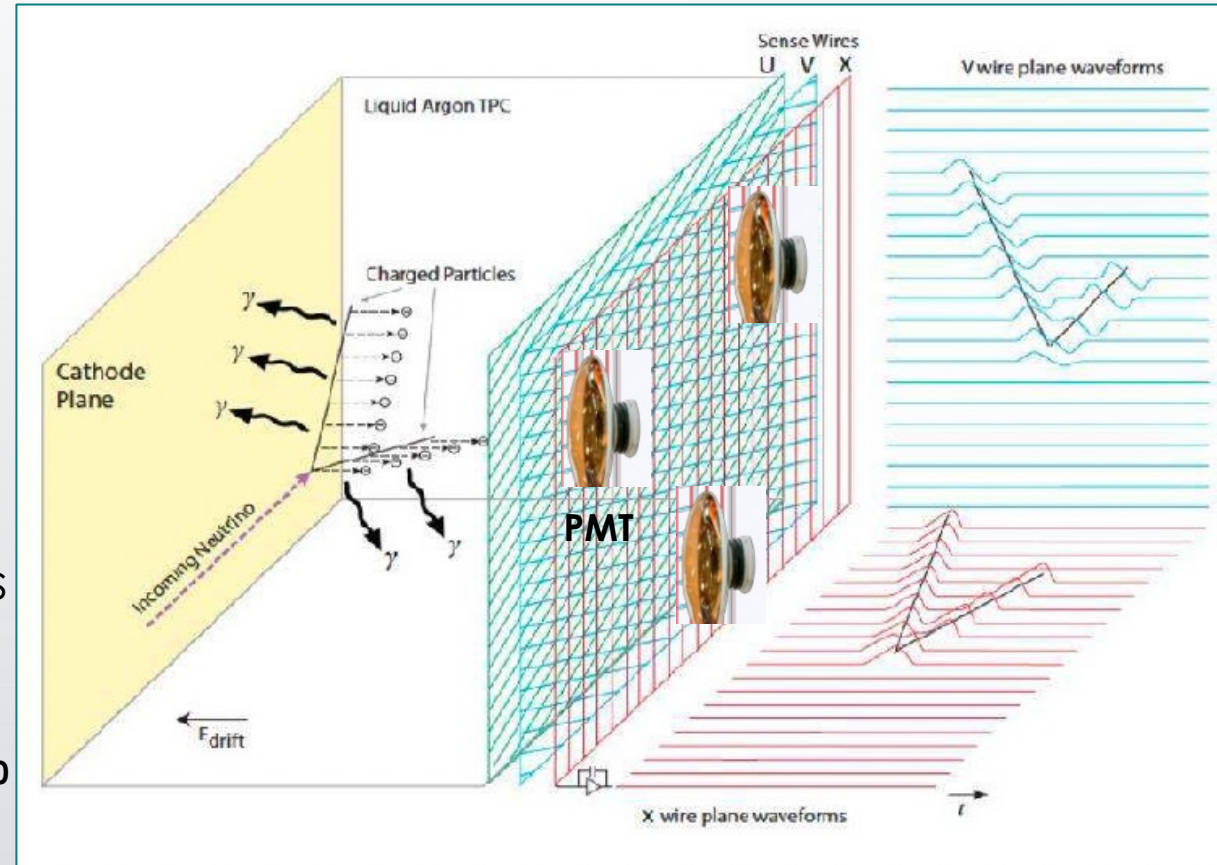 Sense Wires
U V X
V wire plane waveforms
Liquid Argon TPC
Charged Particles
γ
γ
Cathode
Plane
γ
Incoming Neutrino
PMT
γ
γ
S
E drift
o
t
X wire plane waveforms